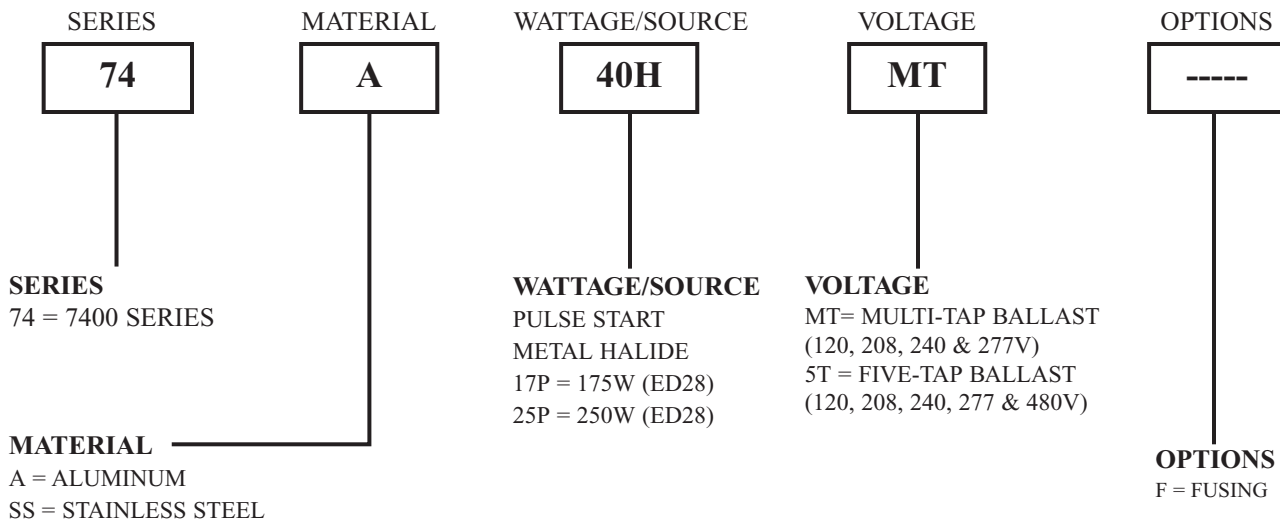 SERIES MATERIAL WATTAGE/SOURCE VOLTAGE OPTIONS
74 A 40H MT -----
SERIES
74 = 7400 SERIES
MATERIAL
A = ALUMINUM
SS = STAINLESS STEEL
WATTAGE/SOURCE
PULSE START
METAL HALIDE
17P = 175W (ED28)
25P = 250W (ED28)
VOLTAGE
MT= MULTI-TAP BALLAST
(120, 208, 240 & 277V)
5T = FIVE-TAP BALLAST
(120, 208, 240, 277 & 480V)
OPTIONS
F = FUSING